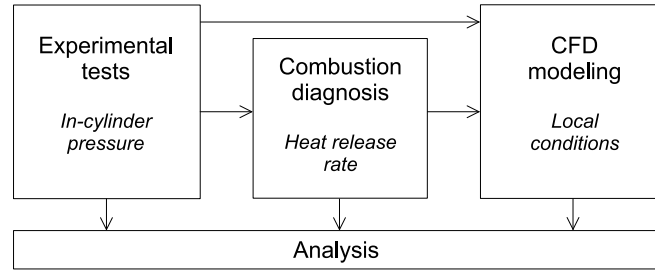 Experimental
tests
In-cylinder
pressure
Combustion
diagnosis
Heat release
rate
CFD
modeling
Local
conditions
Analysis